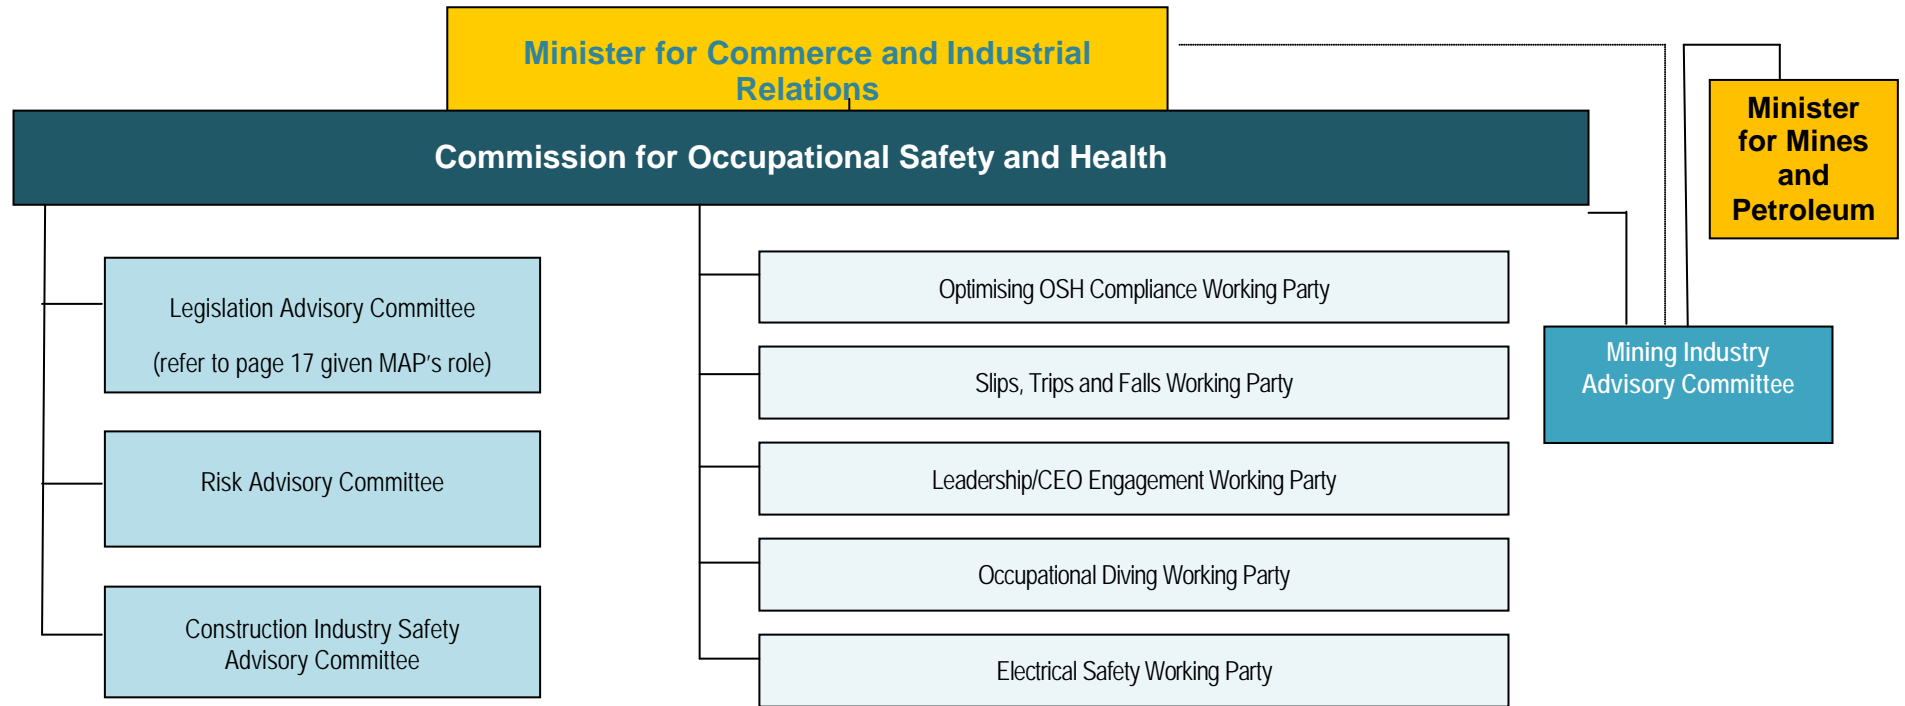 Minister for Commerce and Industrial
Relations
Commission for Occupational Safety and Health
Minister
for Mines
and
Petroleum
Legislation Advisory Committee
(refer to page 17 given MAP's role)
Risk Advisory Committee
Construction Industry Safety
Advisory Committee
Optimising OSH Compliance Working Party
Slips, Trips and Falls Working Party
Leadership/CEO Engagement Working Party
Occupational Diving Working Party
Electrical Safety Working Party
Mining Industry
Advisory Committee